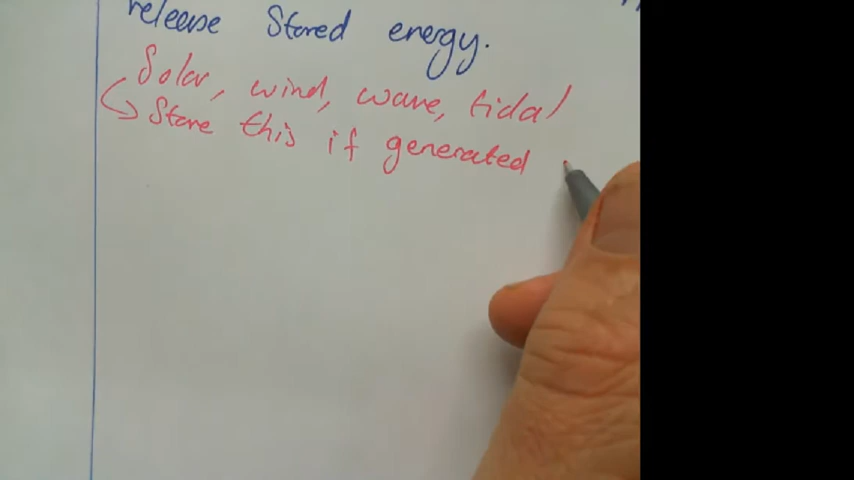 release Stored energy.
Solar, wind, wave, tidal
Store this if generated